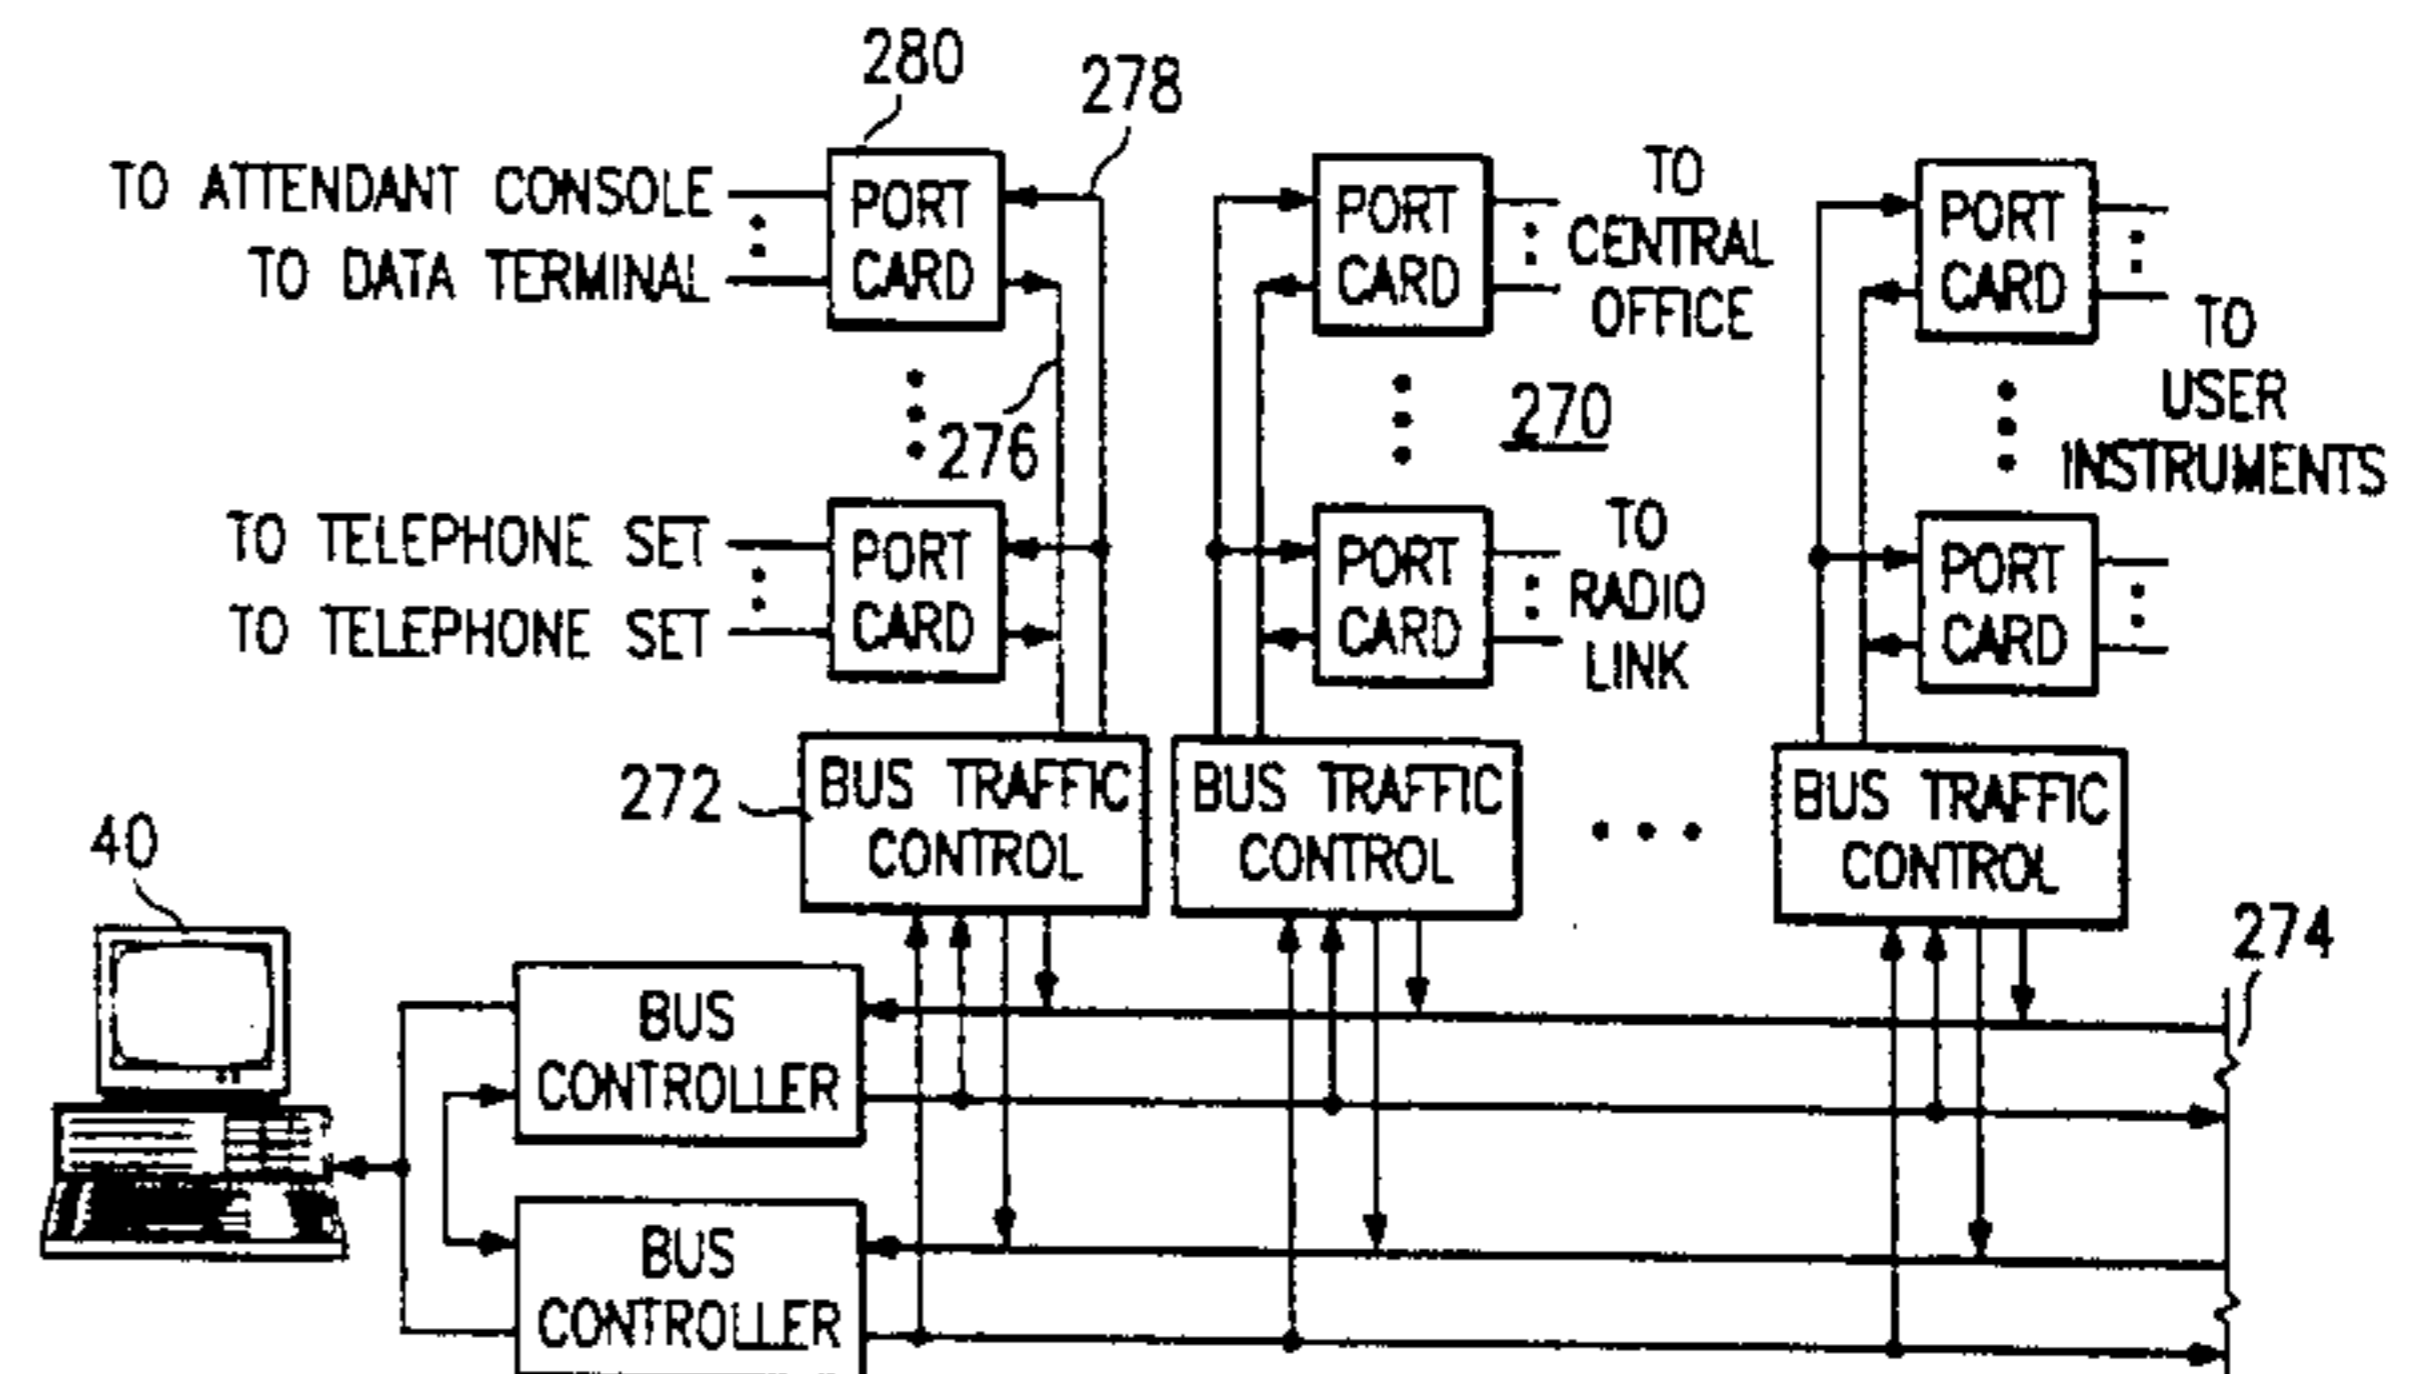 280
278
TO ATTENDANT CONSOLE
TO DATA TERMINAL
PORT
CARD
PORT
CARD
TO
CENTRAL
OFFICE
PORT
CARD
TO
USER
INSTRUMENTS
276
270
TO TELEPHONE SET
TO TELEPHONE SET
PORT
CARD
PORT
CARD
TO
RADIO
LINK
PORT
CARD
272
BUS TRAFFIC
CONTROL
BUS TRAFFIC
CONTROL
BUS TRAFFIC
CONTROL
40
274
BUS
CONTROLLER
BUS
CONTROLLER